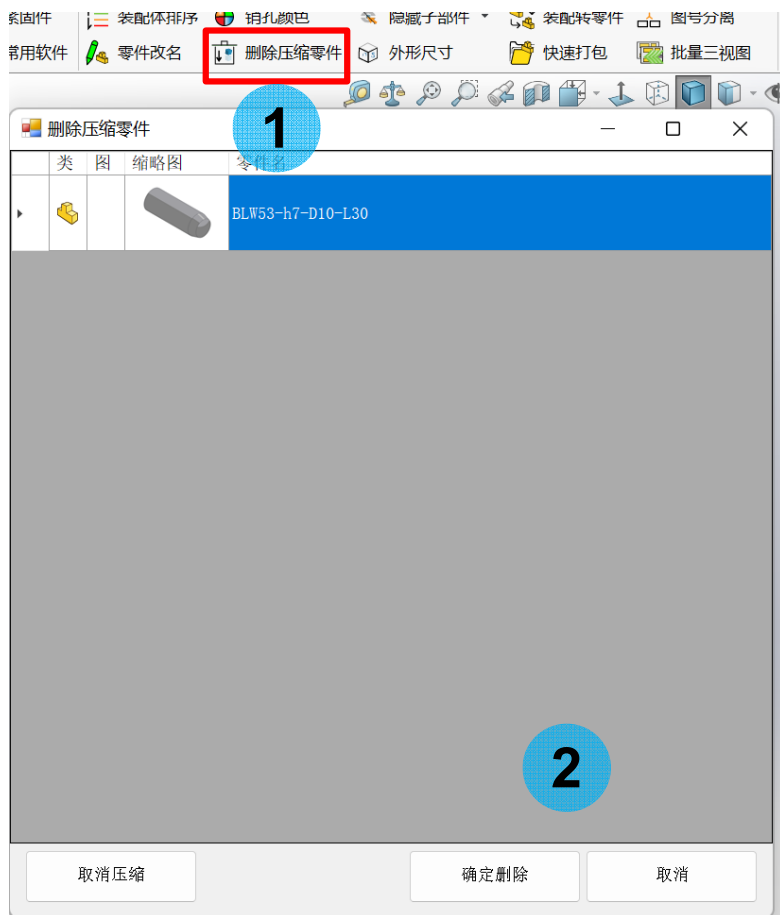 紧固件 装配体排序 销孔颜色 隐藏子部件 装配转零件 图号分离
常用软件 零件改名 删除压缩零件 外形尺寸 快速打包 批量三视图
删除压缩零件
1
类 图 缩略图 零件名
BLW53-h7-D10-L30
2
取消压缩 确定删除 取消